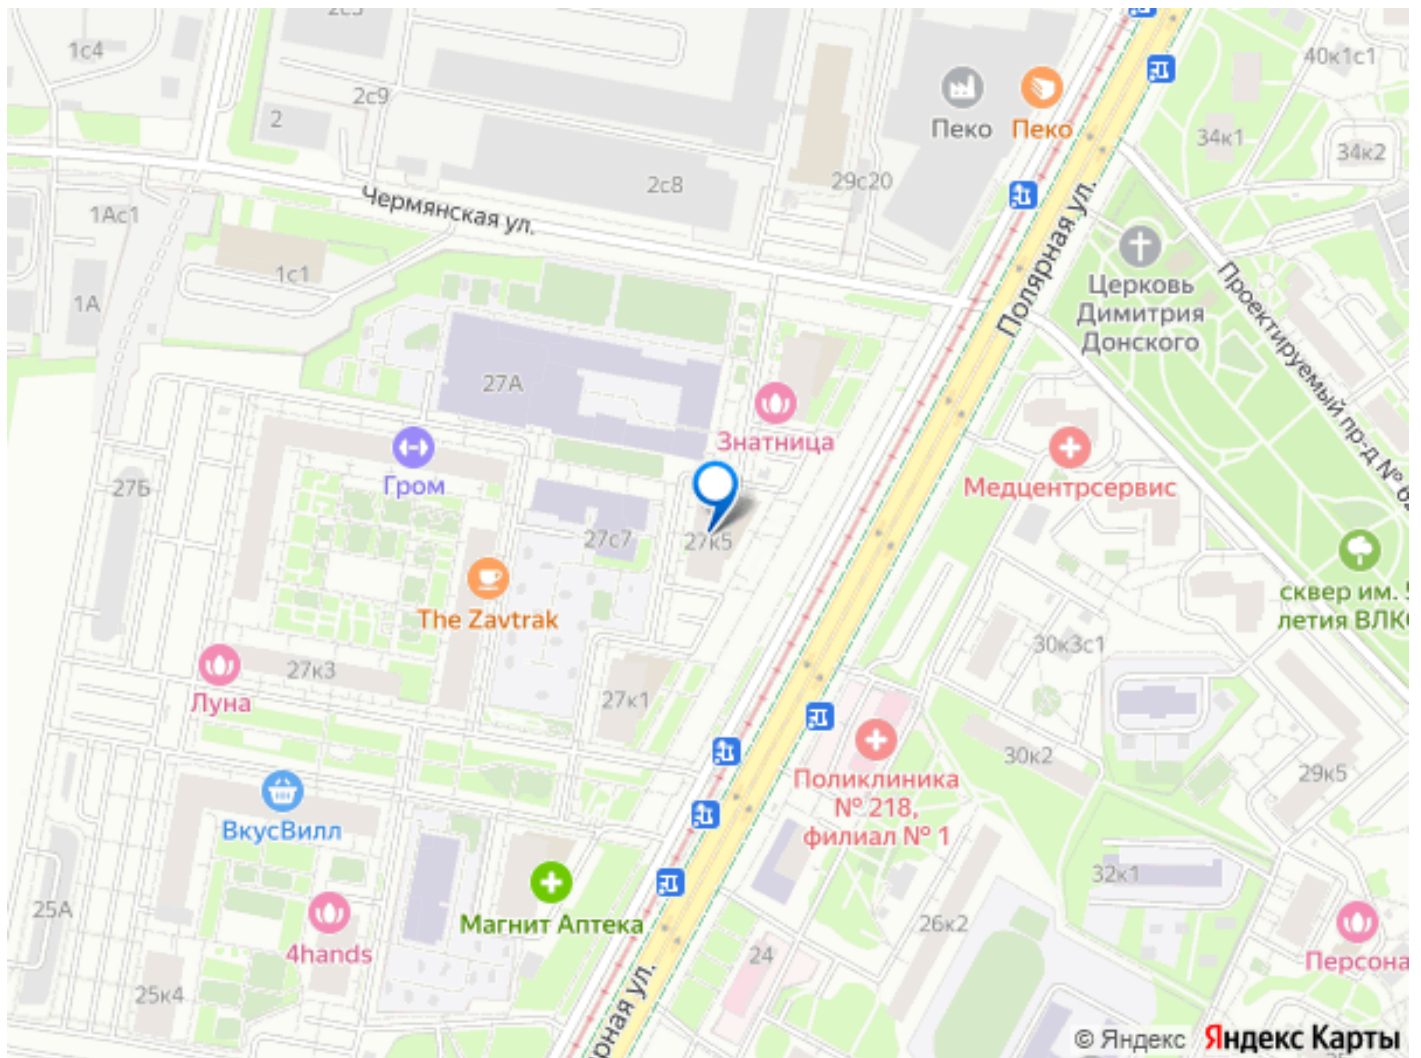 1с4
2с9
2
40к1с1
Пеко
Пеко
34к1
34к2
2с8
29с20
Чермянская ул.
1Ас1
Полярная ул.
Церковь
Димитрия
Донского
Проектируемый пр-д №
1с1
1А
27А
Знатница
Гром
Медцентрсервис
27Б
27с7
27к5
The Zavtrak
сквер им. 5
летия ВЛКС
30к3с1
27к3
Луна
27к1
30к2
Поликлиника
№ 218,
филиал № 1
29к5
ВкусВилл
32к1
25А
Магнит Аптека
4hands
26к2
24
Персона
25к4
рная ул.
© Яндекс Яндекс Карты